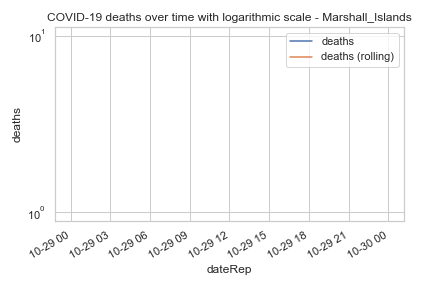 COVID-19 deaths over time with logarithmic scale - Marshall_Islands
deaths
deaths (rolling)
10¹
10⁰
deaths
10-29 00
10-29 03
10-29 06
10-29 09
10-29 12
10-29 15
10-29 18
10-29 21
10-30 00
dateRep